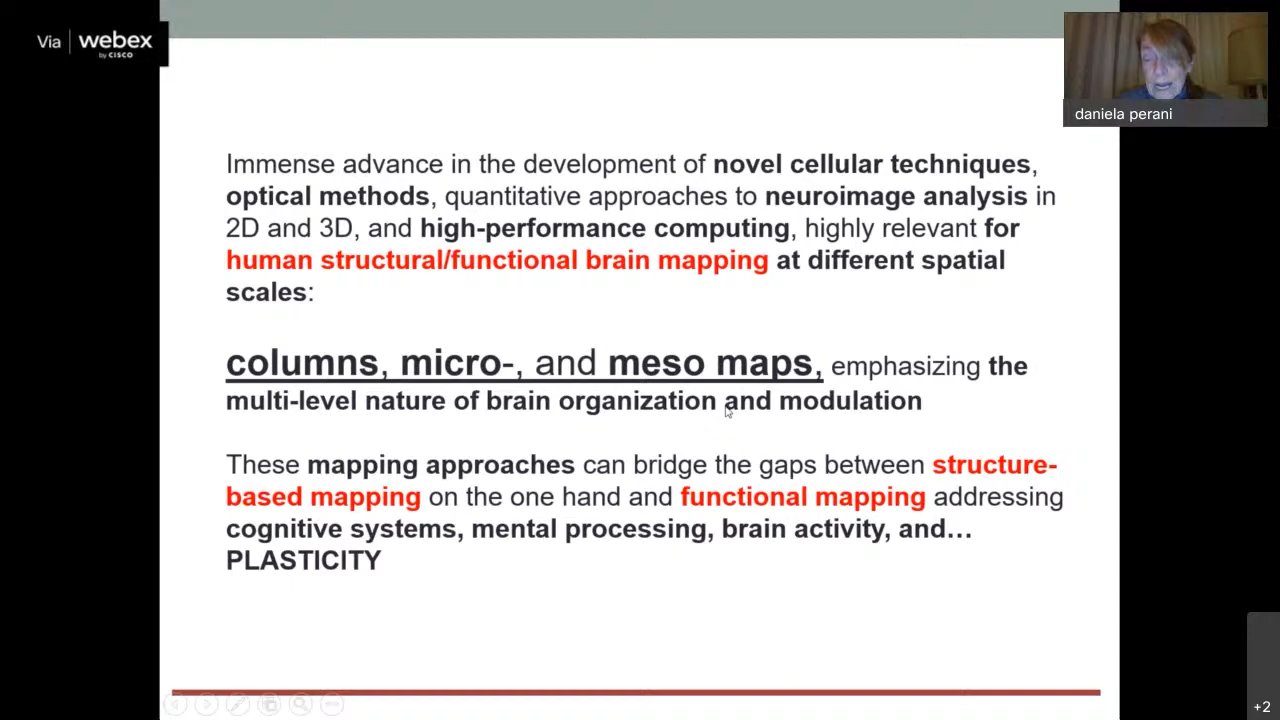 Via webex
by CISCO
daniela perani
Immense advance in the development of novel cellular techniques,
optical methods, quantitative approaches to neuroimage analysis in
2D and 3D, and high-performance computing, highly relevant for
human structural/functional brain mapping at different spatial
scales:
columns, micro-, and meso maps, emphasizing the
multi-level nature of brain organization and modulation
These mapping approaches can bridge the gaps between structure-
based mapping on the one hand and functional mapping addressing
cognitive systems, mental processing, brain activity, and…
PLASTICITY
+2